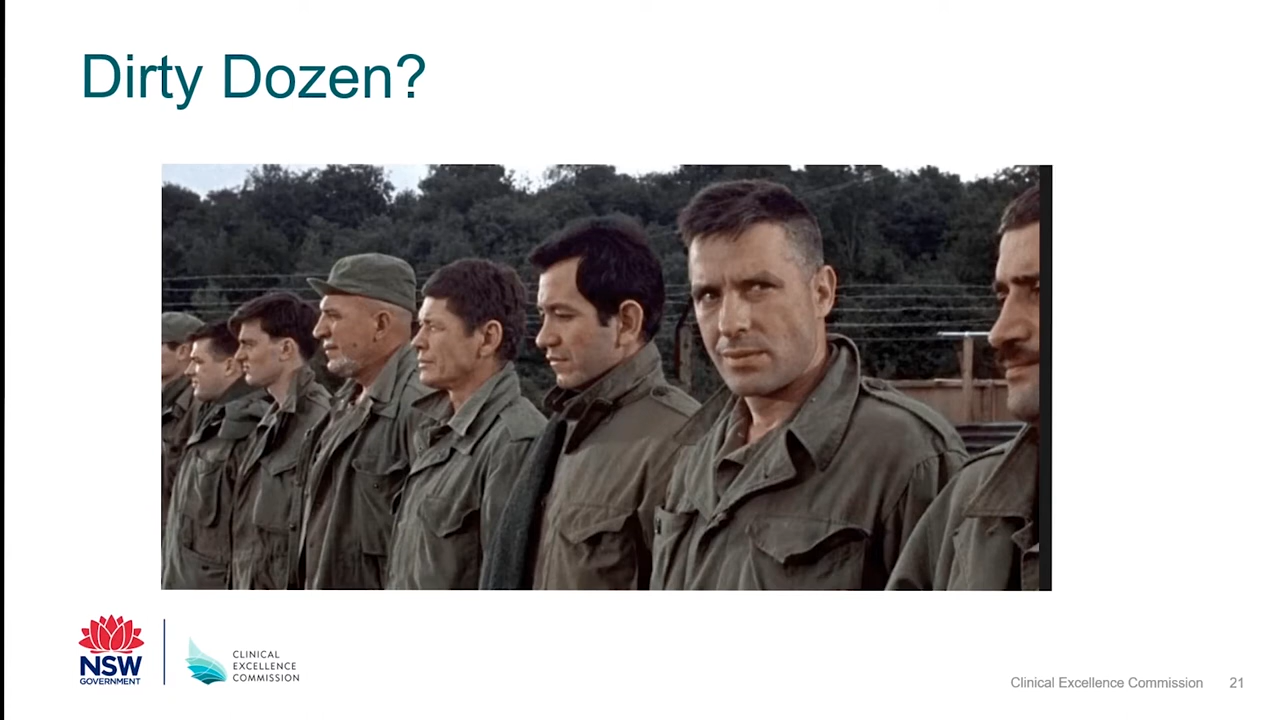 Dirty Dozen?
NSW
GOVERNMENT
CLINICAL
EXCELLENCE
COMMISSION
Clinical Excellence Commission 21